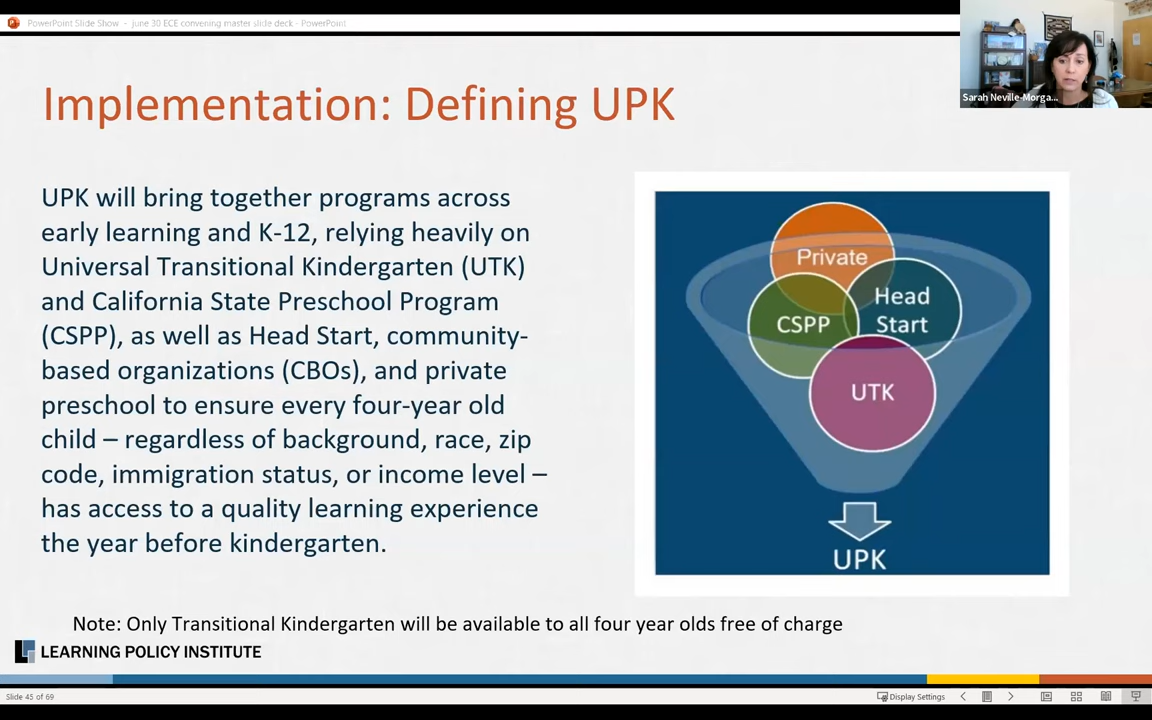 PowerPoint Slide Show - june 30 ECE convening master slide deck - PowerPoint
Sarah Neville-Morga...
Implementation: Defining UPK
UPK will bring together programs across
early learning and K-12, relying heavily on
Universal Transitional Kindergarten (UTK)
and California State Preschool Program
(CSPP), as well as Head Start, community-
based organizations (CBOs), and private
preschool to ensure every four-year old
child – regardless of background, race, zip
code, immigration status, or income level –
has access to a quality learning experience
the year before kindergarten.
Private
Head
Start
CSPP
UTK
UPK
Note: Only Transitional Kindergarten will be available to all four year olds free of charge
LEARNING POLICY INSTITUTE
Slide 45 of 69
Display Settings